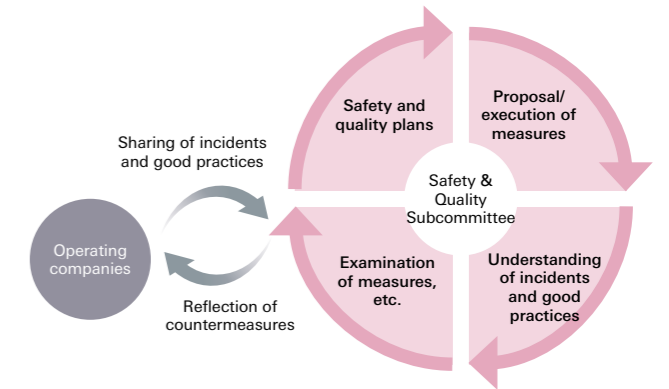 Safety and
quality plans
Proposal/
execution of
measures
Sharing of incidents
and good practices
Safety &
Quality
Subcommittee
Operating
companies
Examination
of measures,
etc.
Understanding
of incidents
and good
practices
Reflection of
countermeasures